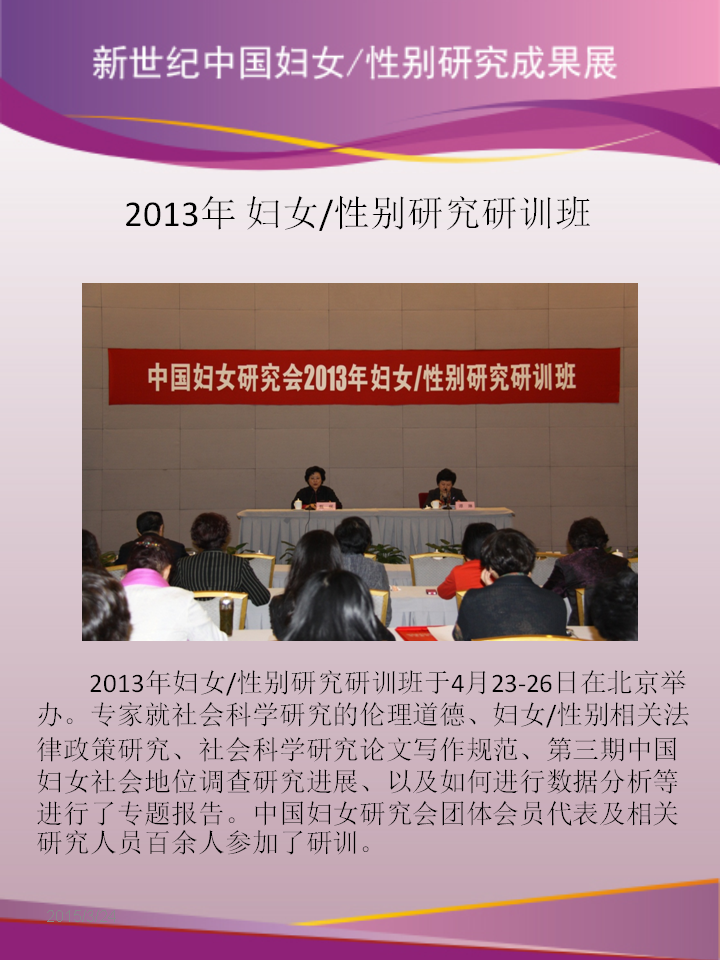 新世纪中国妇女/性别研究成果展
2013年 妇女/性别研究研训班
中国妇女研究会2013年妇女/性别研究研训班
2013年妇女/性别研究研训班于4月23-26日在北京举
办。专家就社会科学研究的伦理道德、妇女/性别相关法
律政策研究、社会科学研究论文写作规范、第三期中国
妇女社会地位调查研究进展、以及如何进行数据分析等
进行了专题报告。中国妇女研究会团体会员代表及相关
研究人员百余人参加了研训。